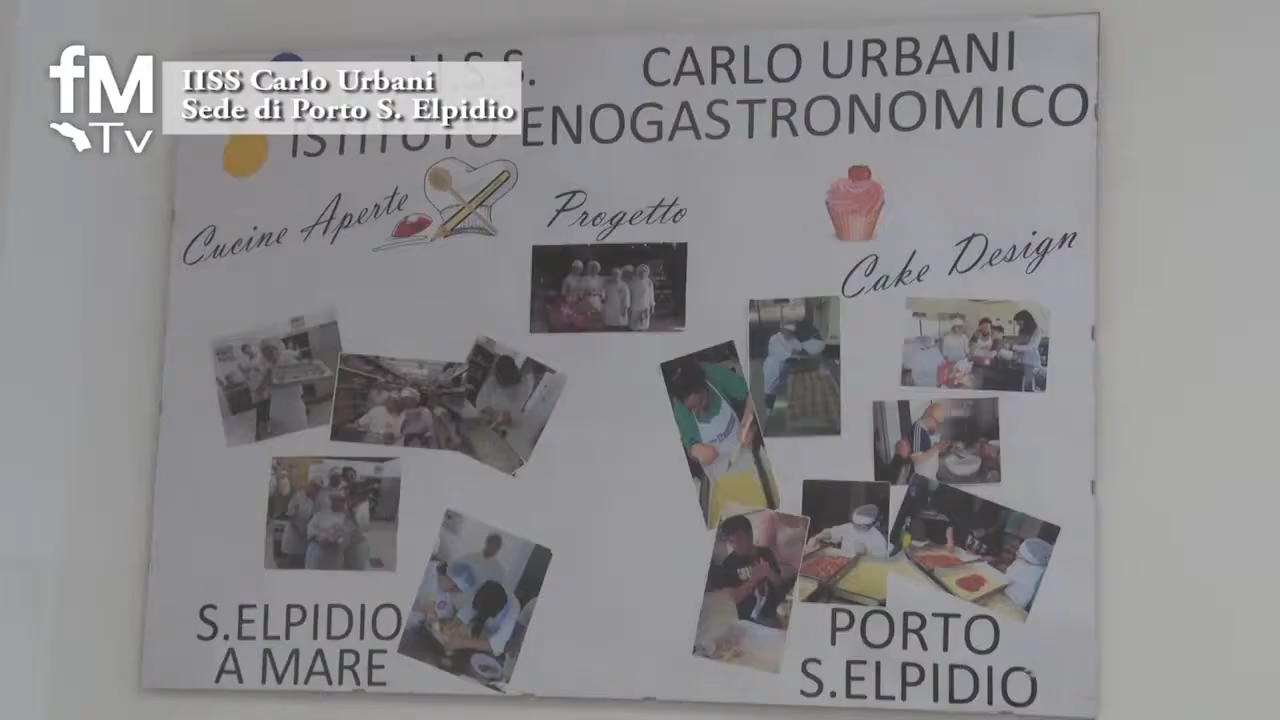 fM
Tv
IISS Carlo Urbani
Sede di Porto S. Elpidio
I.I.S.S. CARLO URBANI
ISTITUTO ENOGASTRONOMICO
Cucine Aperte
Progetto
Cake Design
S.ELPIDIO
A MARE
PORTO
S.ELPIDIO